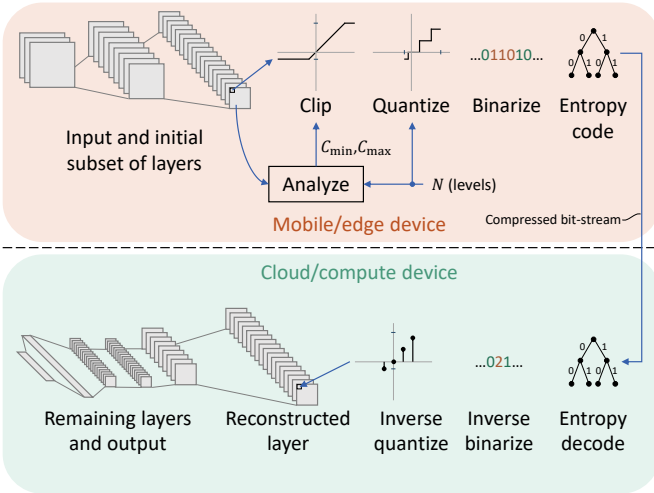 ...011010...
0
1
0
1
0
1
Clip
Quantize
Binarize
Entropy
code
Input and initial
subset of layers
Cmin,Cmax
Analyze
N (levels)
Mobile/edge device
Compressed bit-stream
Cloud/compute device
...021...
0
1
0
1
0
1
Remaining layers
and output
Reconstructed
layer
Inverse
quantize
Inverse
binarize
Entropy
decode